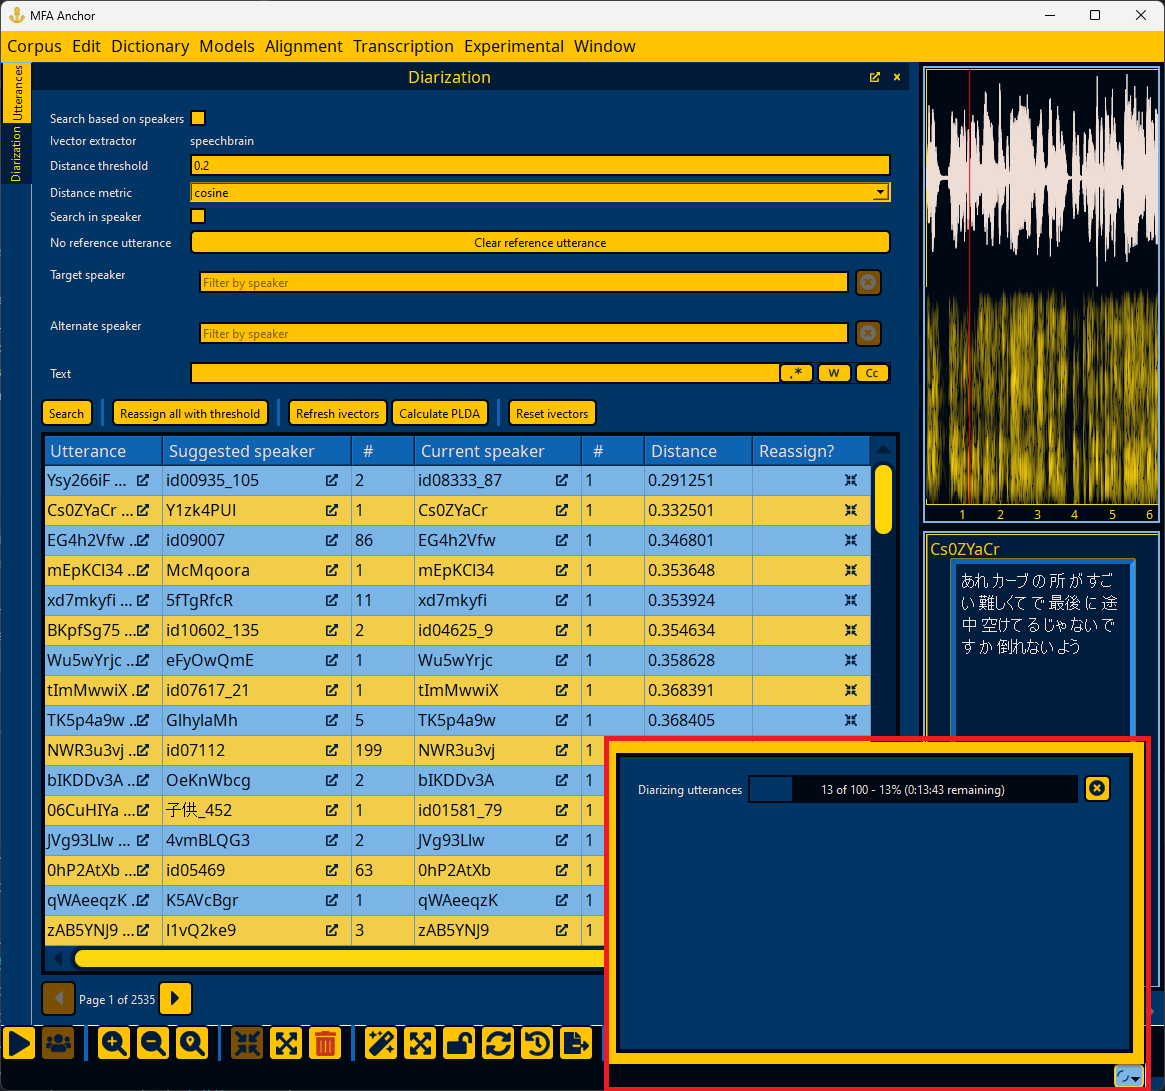 MFA Anchor
Corpus Edit Dictionary Models Alignment Transcription Experimental Window
Utterances
Diarization
Diarization
Search based on speakers
Ivector extractor speechbrain
Distance threshold 0.2
Distance metric cosine
Search in speaker
No reference utterance Clear reference utterance
Target speaker Filter by speaker
Alternate speaker Filter by speaker
Text .* W Cc
Search Reassign all with threshold Refresh ivectors Calculate PLDA Reset ivectors
Utterance Suggested speaker # Current speaker # Distance Reassign?
Ysy266iF ... id00935_105 2 id08333_87 1 0.291251
Cs0ZYaCr ... Y1zk4PUI 1 Cs0ZYaCr 1 0.332501
EG4h2Vfw .. id09007 86 EG4h2Vfw 1 0.346801
mEpKCl34 .. McMqoora 1 mEpKCl34 1 0.353648
xd7mkyfi ... 5fTgRfcR 11 xd7mkyfi 1 0.353924
BKpfSg75 ... id10602_135 2 id04625_9 1 0.354634
Wu5wYrjc ... eFyOwQmE 1 Wu5wYrjc 1 0.358628
tImMwwiX .. id07617_21 1 tImMwwiX 1 0.368391
TK5p4a9w .. GlhylaMh 5 TK5p4a9w 1 0.368405
NWR3u3vj .. id07112 199 NWR3u3vj 1
bIKDDv3A .. OeKnWbcg 2 bIKDDv3A 1
06CuHIYa ... 子供_452 1 id01581_79 1
JVg93Llw ... 4vmBLQG3 2 JVg93Llw 1
0hP2AtXb ... id05469 63 0hP2AtXb 1
qWAeeqzK .. K5AVcBgr 1 qWAeeqzK 1
zAB5YNJ9 ... l1vQ2ke9 3 zAB5YNJ9 1
Page 1 of 2535
1 2 3 4 5 6
Cs0ZYaCr
あれ カーブ の 所 が すご
い 難しくて で 最後 に 途
中 空けてる じゃ ない で
す か 倒れない よう
Diarizing utterances 13 of 100 - 13% (0:13:43 remaining)